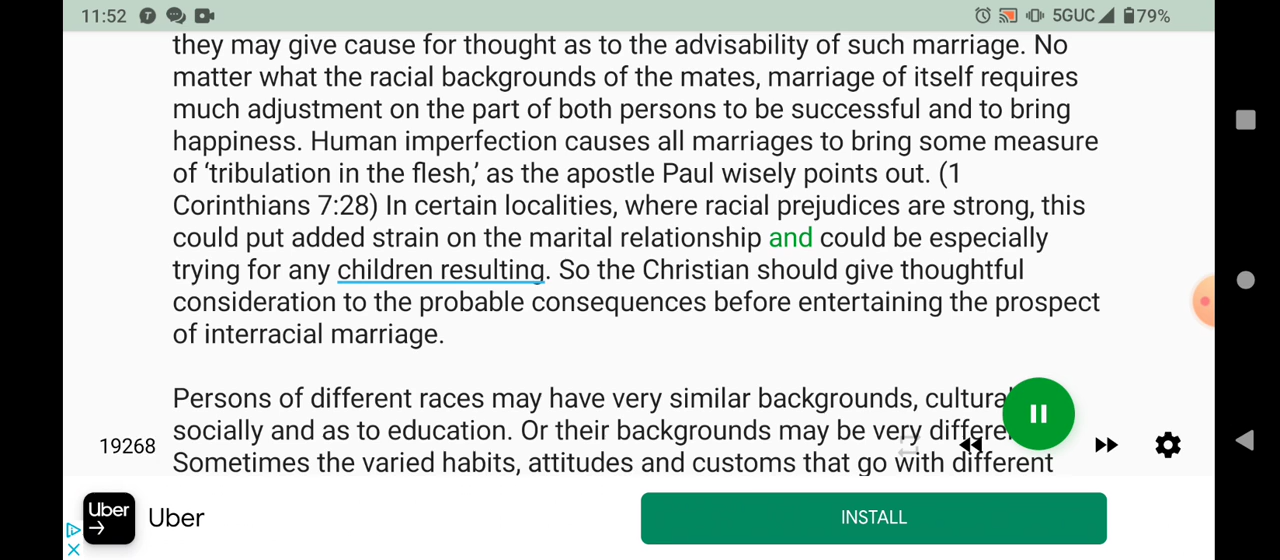 11:52
5GUC 79%
they may give cause for thought as to the advisability of such marriage. No
matter what the racial backgrounds of the mates, marriage of itself requires
much adjustment on the part of both persons to be successful and to bring
happiness. Human imperfection causes all marriages to bring some measure
of ‘tribulation in the flesh,’ as the apostle Paul wisely points out. (1
Corinthians 7:28) In certain localities, where racial prejudices are strong, this
could put added strain on the marital relationship and could be especially
trying for any children resulting. So the Christian should give thoughtful
consideration to the probable consequences before entertaining the prospect
of interracial marriage.
Persons of different races may have very similar backgrounds,
socially and as to education. Or their backgrounds may be very
Sometimes the varied habits, attitudes and customs that go with different
19268
Uber
Uber
INSTALL